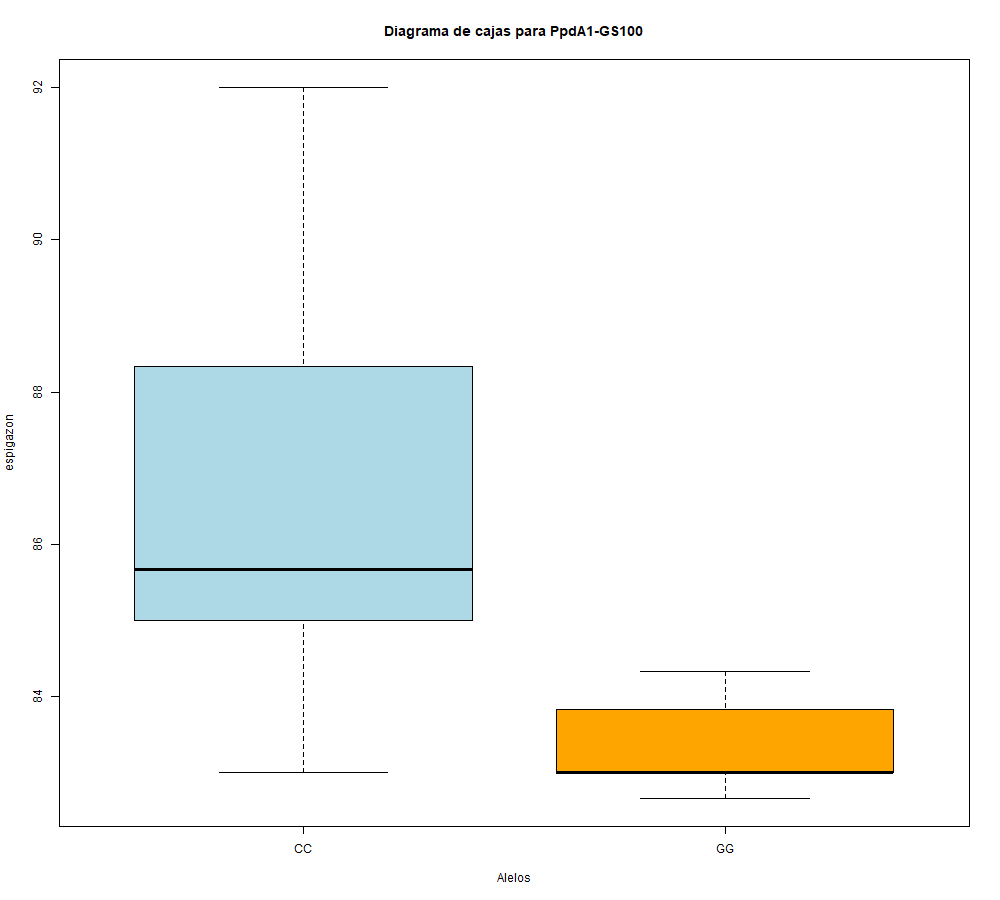 Diagrama de cajas para PpdA1-GS100
92
90
88
86
84
espigazon
CC
GG
Alelos